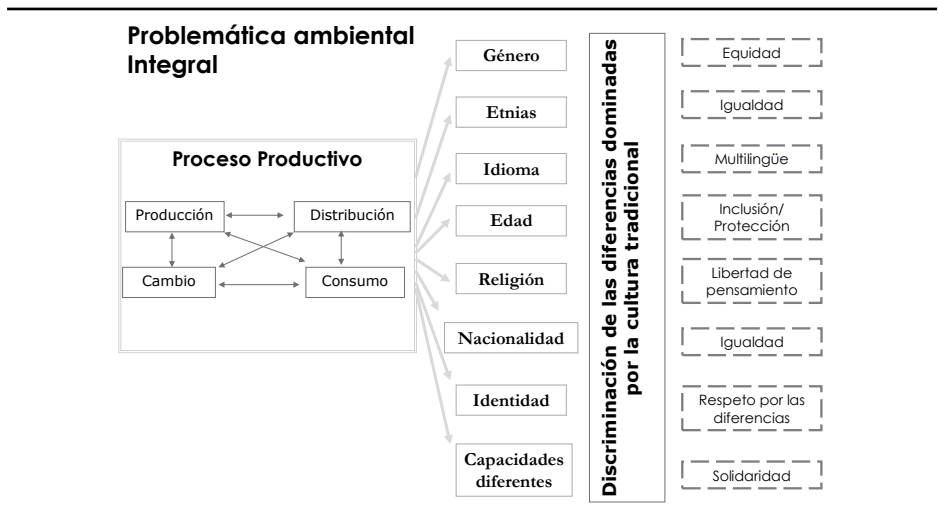 Problemática ambiental
Integral
Proceso Productivo
Producción
Distribución
Cambio
Consumo
Género
Etnias
Idioma
Edad
Religión
Nacionalidad
Identidad
Capacidades
diferentes
Discriminación de las diferencias dominadas
por la cultura tradicional
Equidad
Igualdad
Multilingüe
Inclusión/
Protección
Libertad de
pensamiento
Igualdad
Respeto por las
diferencias
Solidaridad